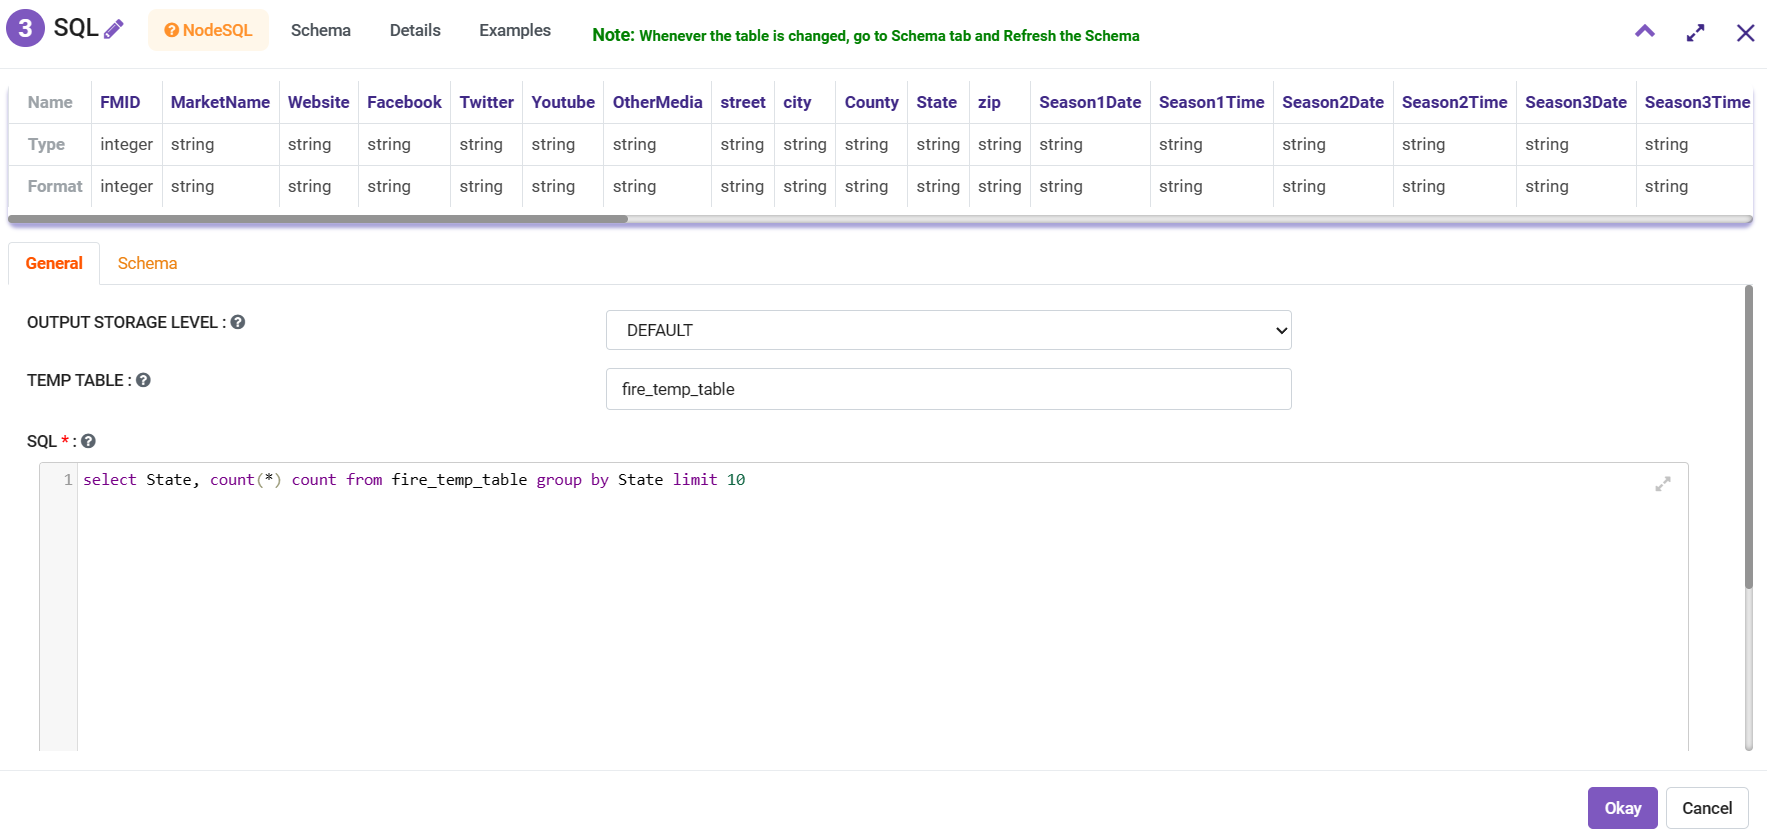 3 SQL NodeSQL Schema Details Examples Note: Whenever the table is changed, go to Schema tab and Refresh the Schema
Name FMID MarketName Website Facebook Twitter Youtube OtherMedia street city County State zip Season1Date Season1Time Season2Date Season2Time Season3Date Season3Time
Type integer string string string string string string string string string string string string string string string string string
Format integer string string string string string string string string string string string string string string string string string
General Schema
OUTPUT STORAGE LEVEL : DEFAULT
TEMP TABLE : fire_temp_table
SQL * :
1 select State, count(*) count from fire_temp_table group by State limit 10
Okay Cancel